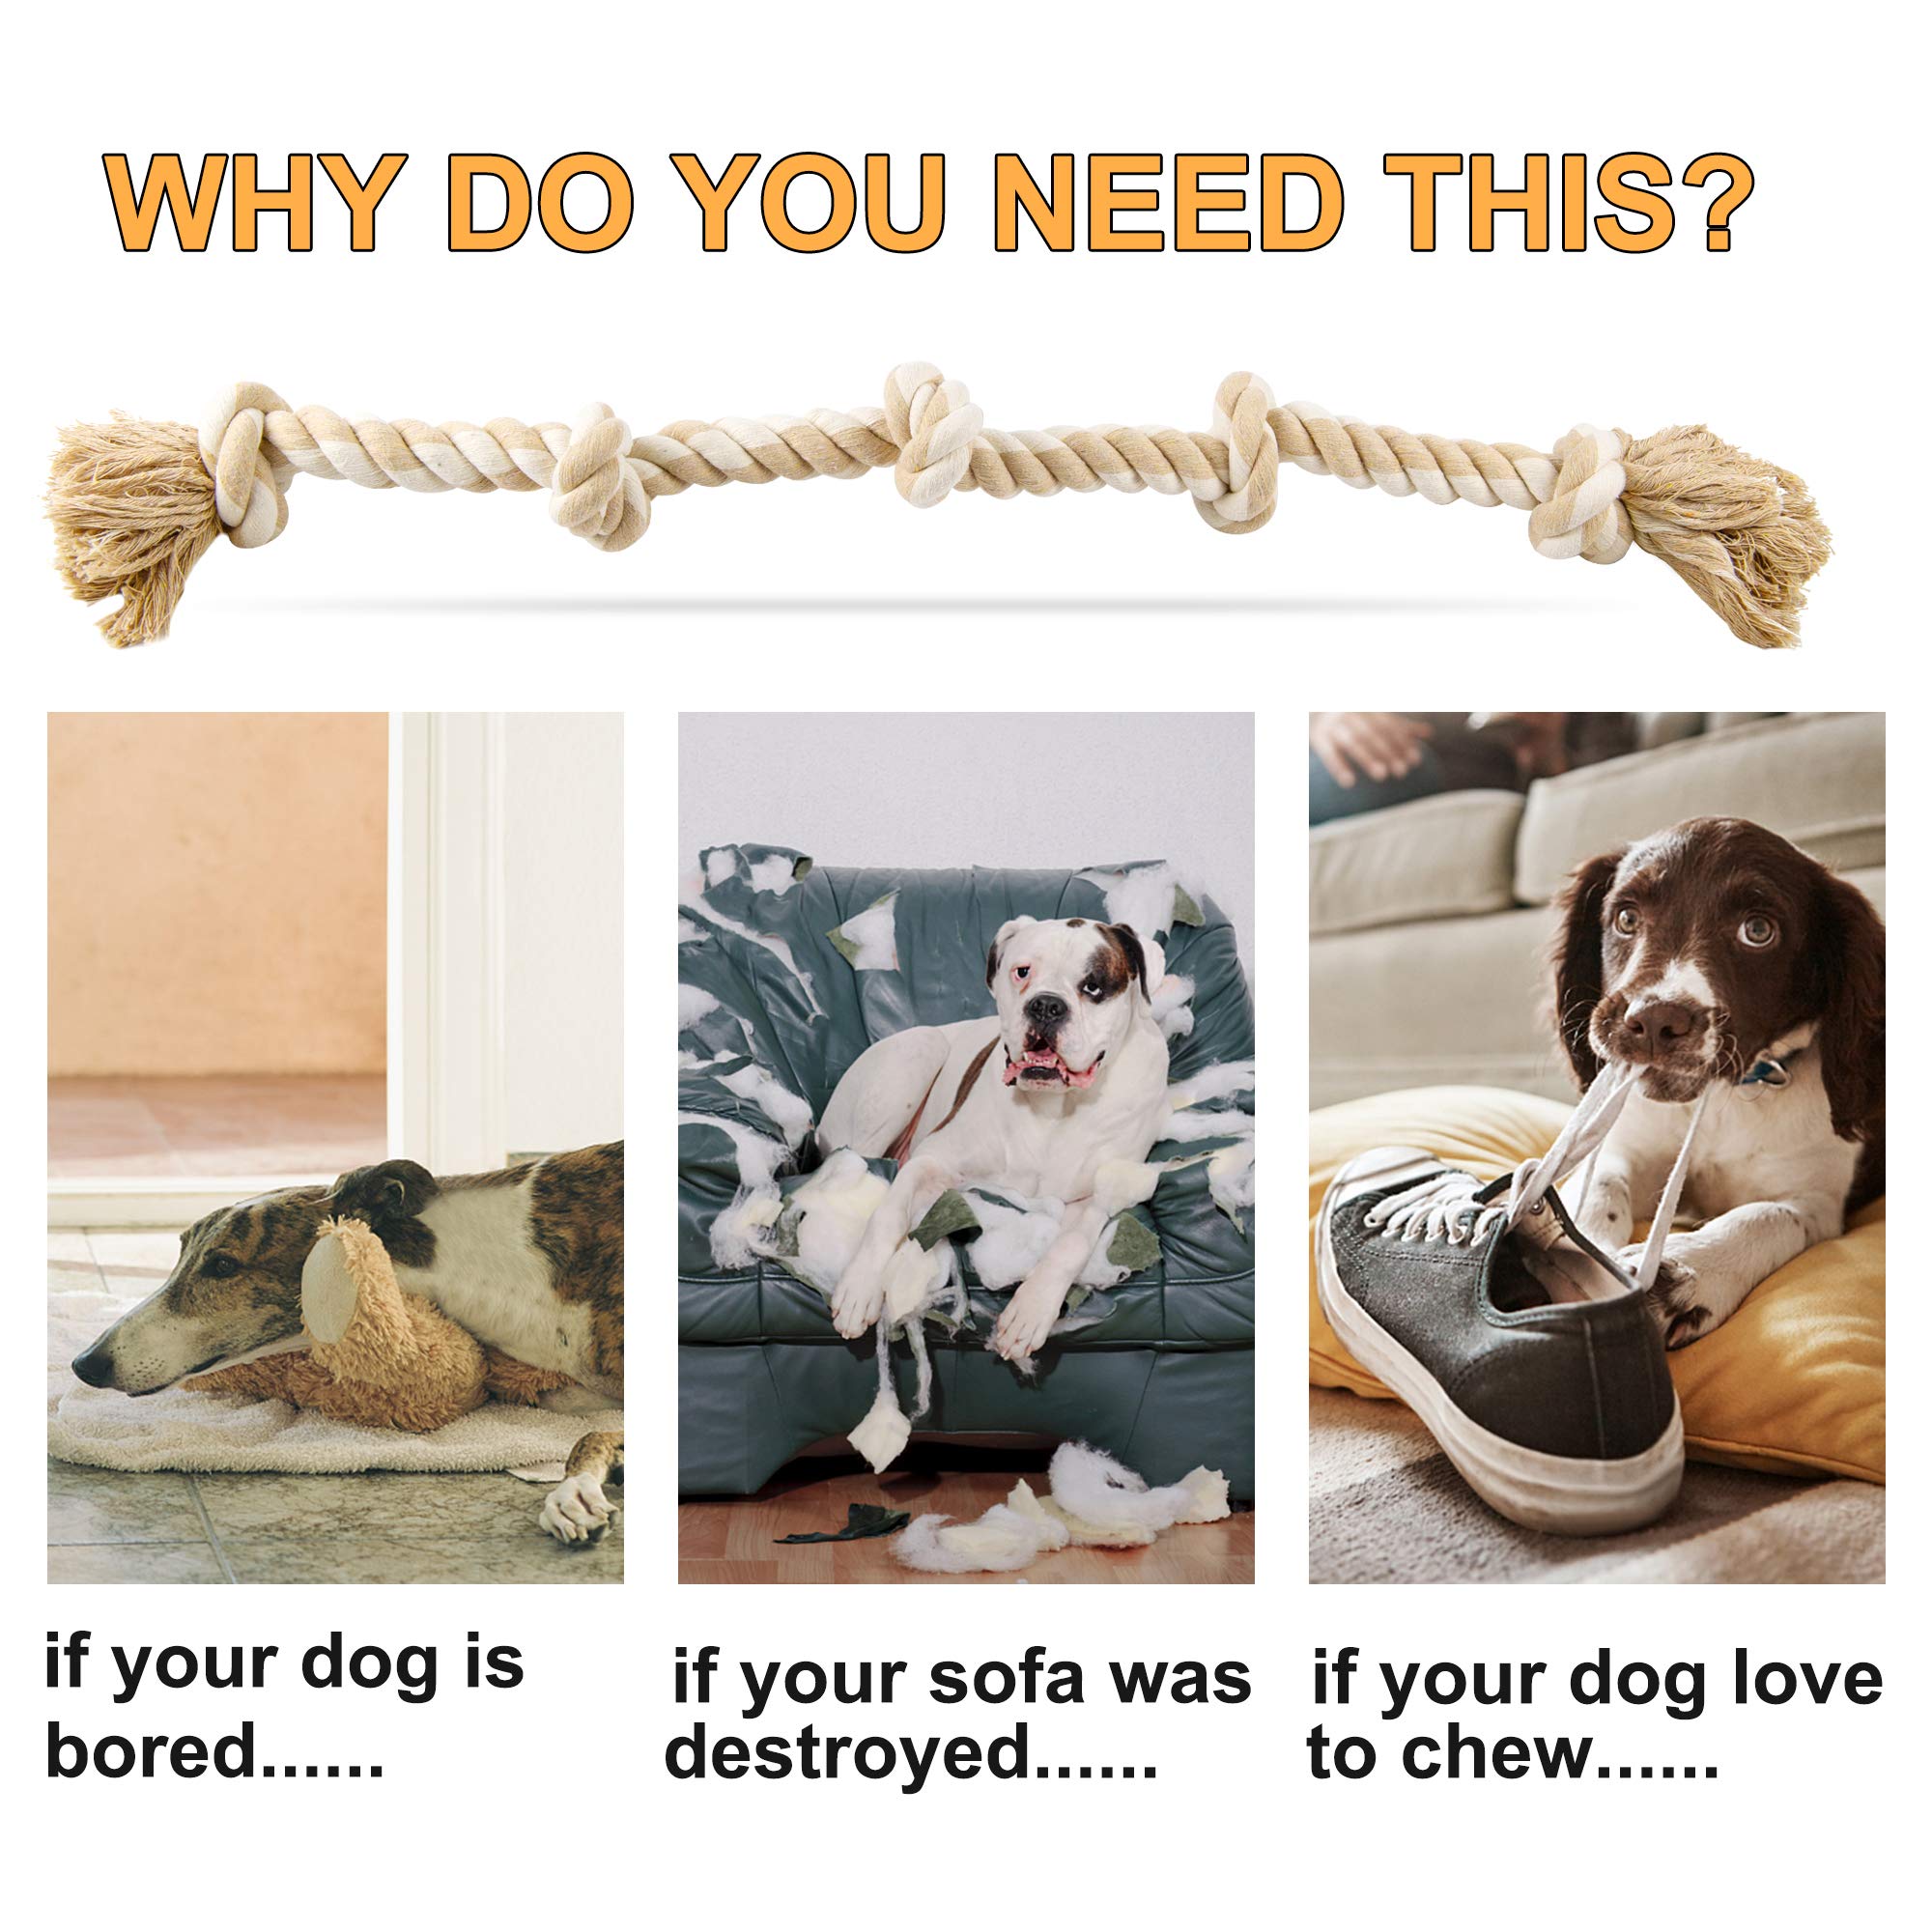 WHY DO YOU NEED THIS?
if your dog is
bored......
if your sofa was
destroyed......
if your dog love
to chew......